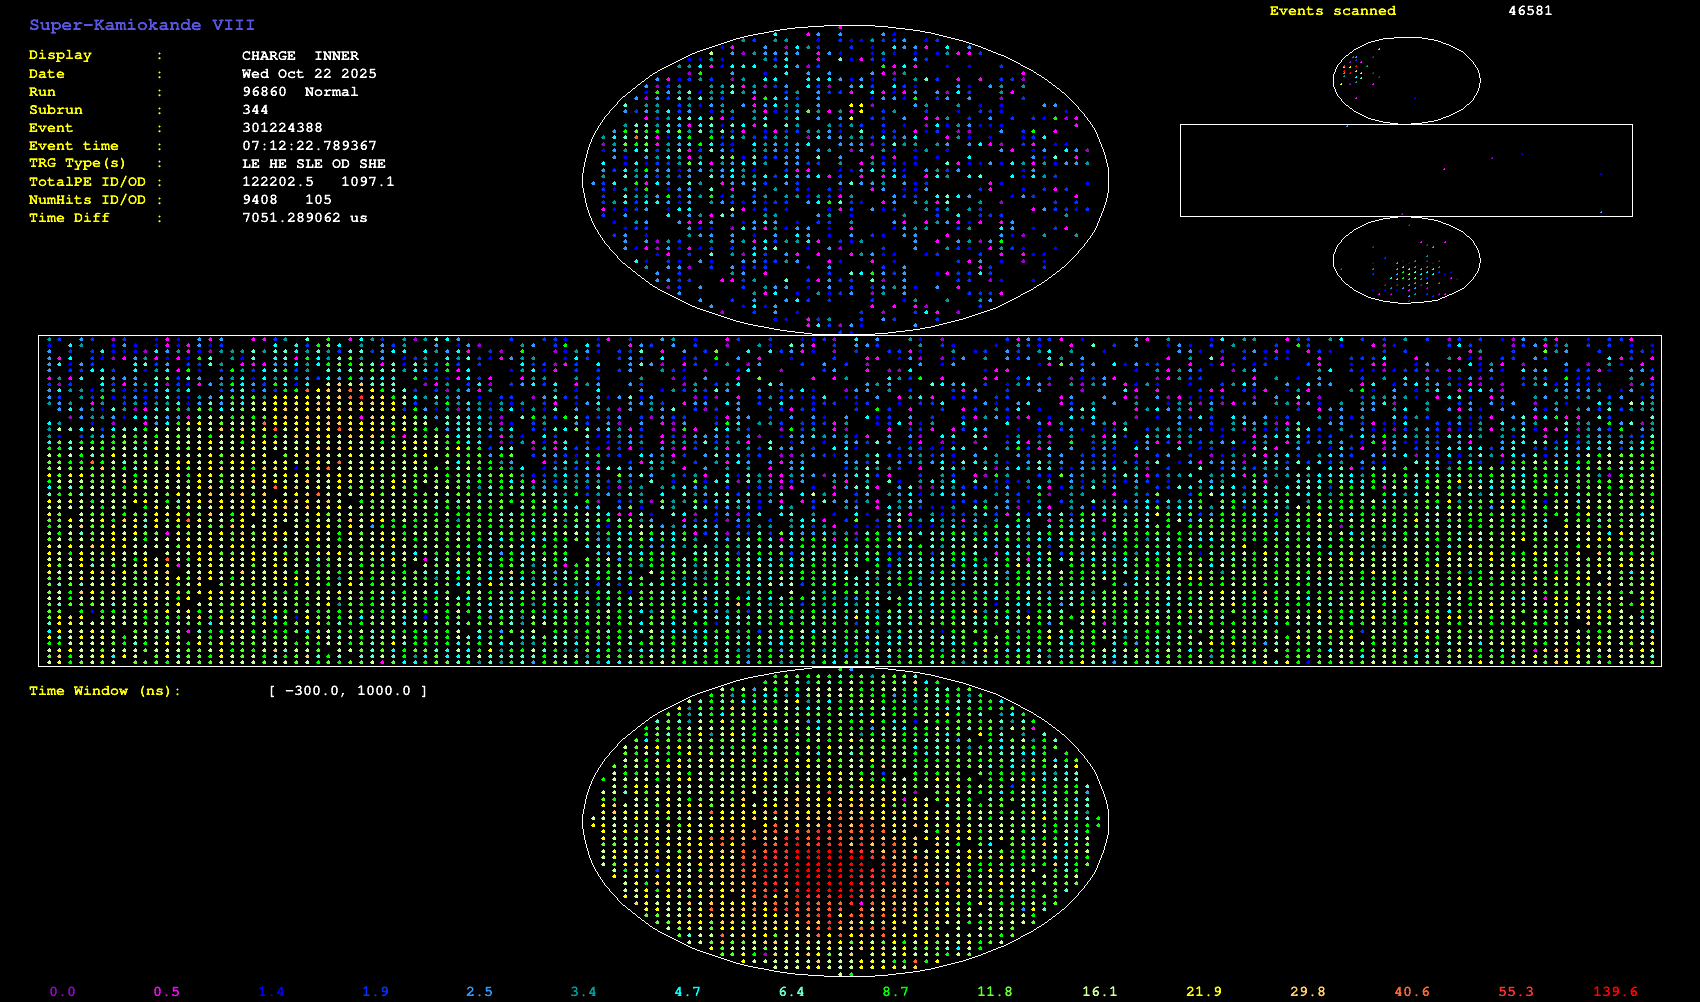 Super-Kamiokande VIII
Events scanned 46581
Display : CHARGE INNER
Date : Wed Oct 22 2025
Run : 96860 Normal
Subrun : 344
Event : 301224388
Event time : 07:12:22.789367
TRG Type(s) : LE HE SLE OD SHE
TotalPE ID/OD : 122202.5 1097.1
NumHits ID/OD : 9408 105
Time Diff : 7051.289062 us
Time Window (ns): [ -300.0, 1000.0 ]
0.0 0.5 1.4 1.9 2.5 3.4 4.7 6.4 8.7 11.8 16.1 21.9 29.8 40.6 55.3 139.6